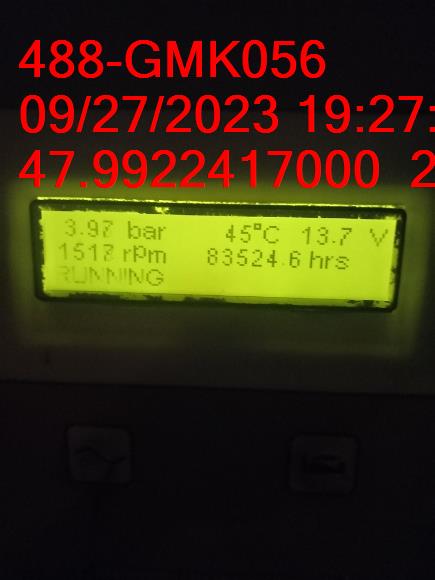 488-GMK056
09/27/2023 19:27:
47.9922417000 2
3.97 bar 45°C 13.7 V
1517 rpm 83524.6 hrs
RUNNING